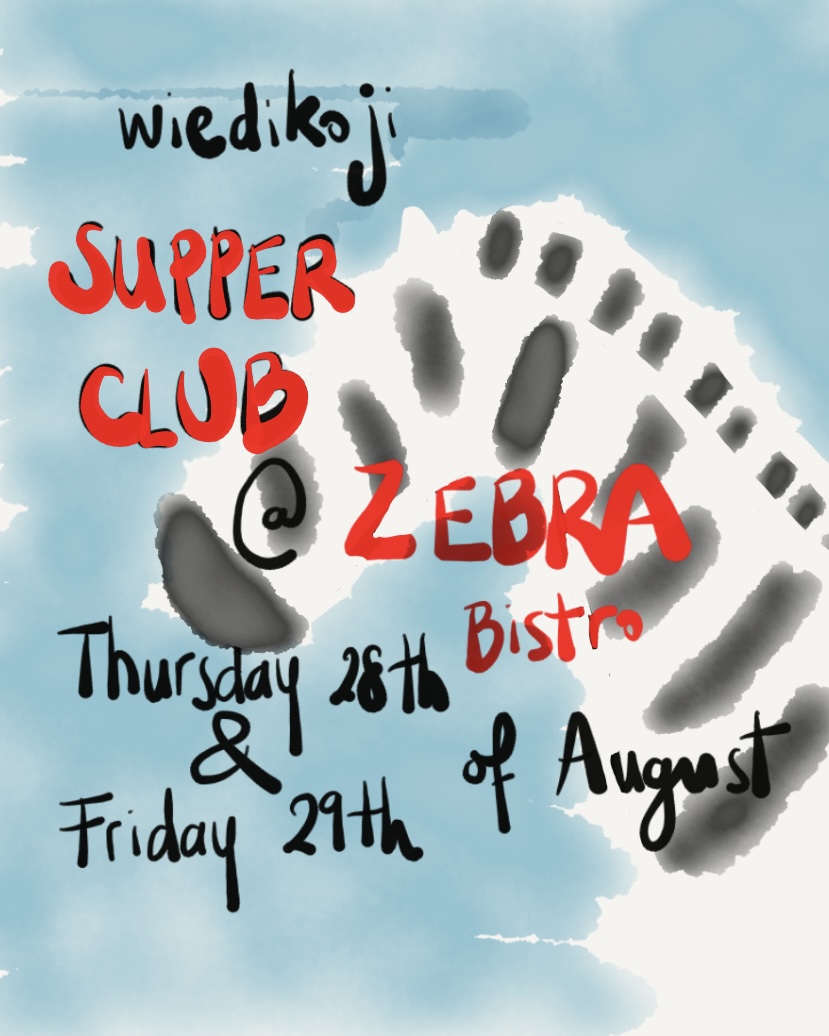 wiedikoji
SUPPER
CLUB
@ ZEBRA
Bistro
Thursday 28th
&
Friday 29th
of August